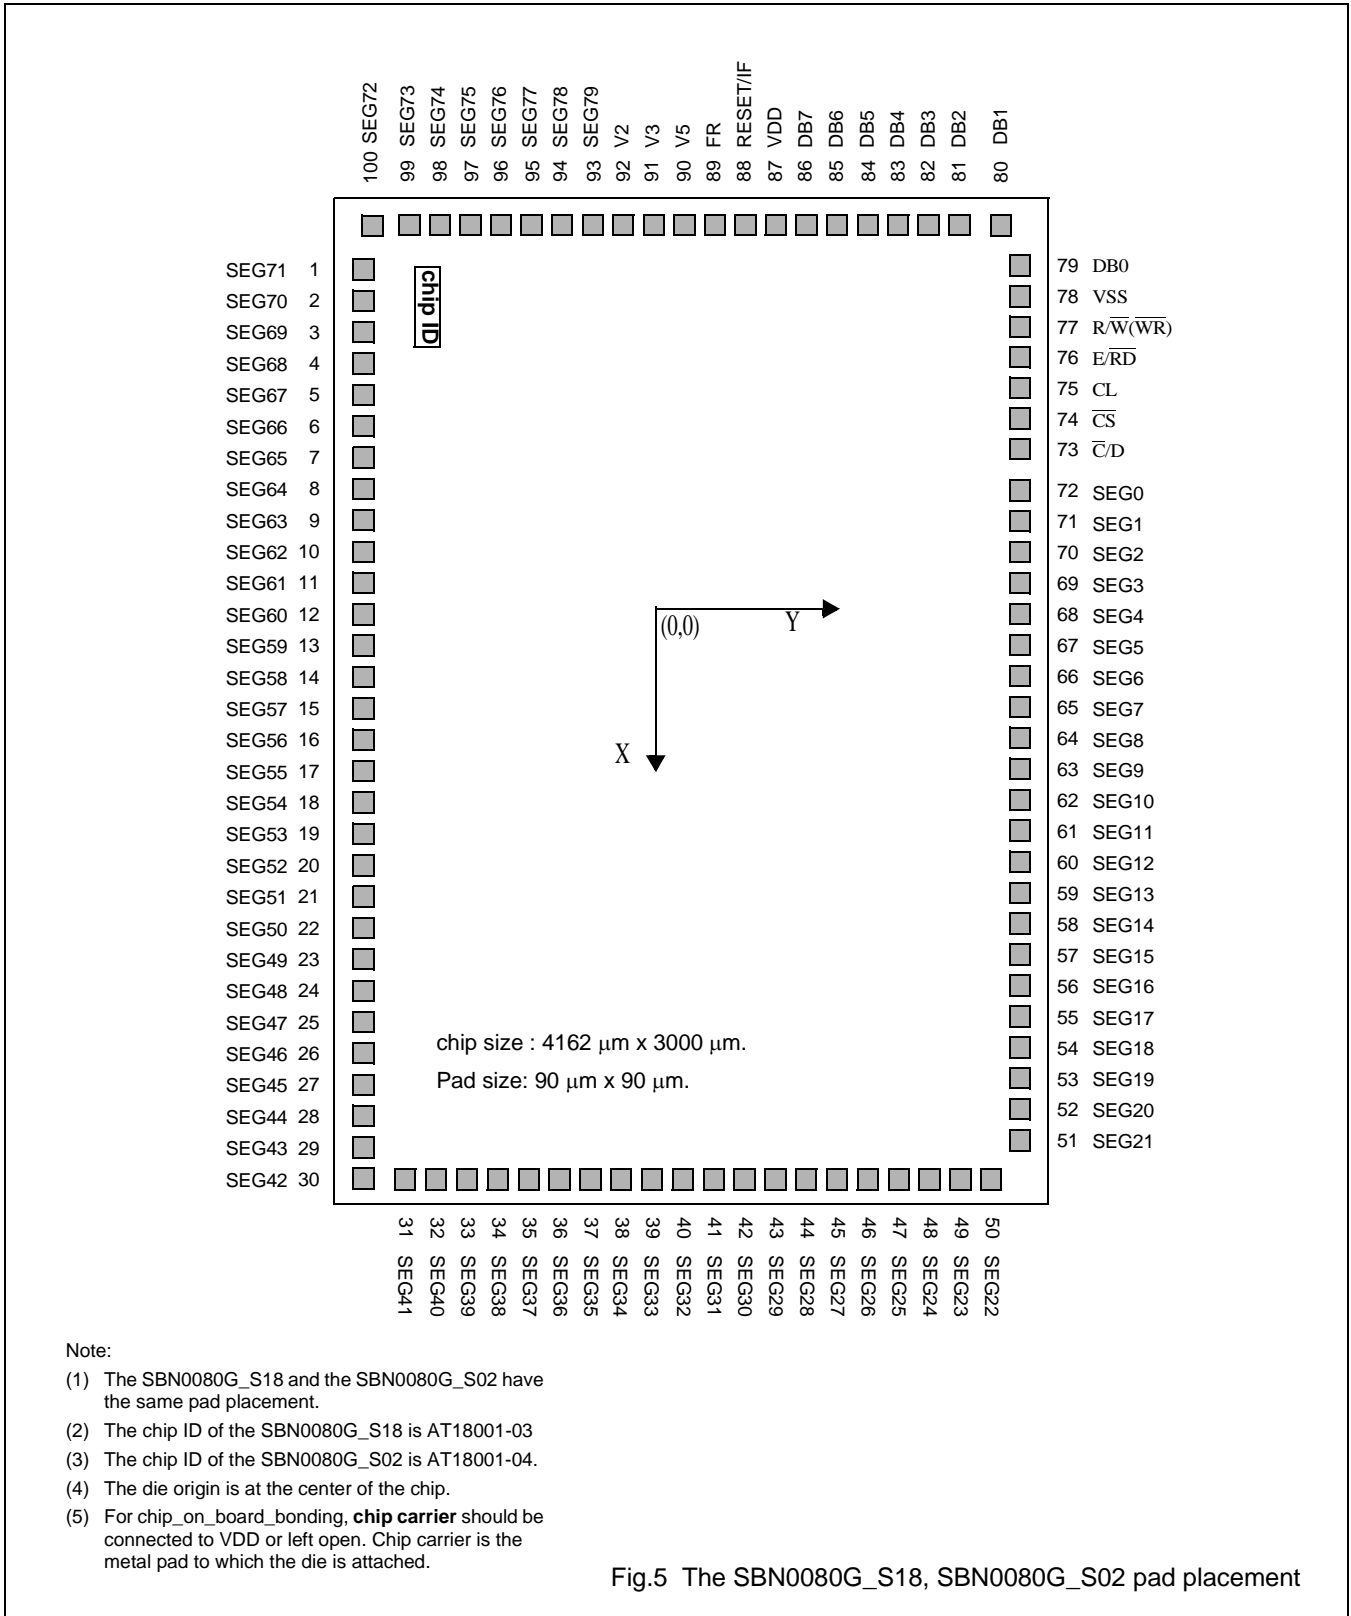 100 SEG72
99 SEG73
98 SEG74
97 SEG75
96 SEG76
95 SEG77
94 SEG78
93 SEG79
92 V2
91 V3
90 V5
89 FR
88 RESET/IF
87 VDD
86 DB7
85 DB6
84 DB5
83 DB4
82 DB3
81 DB2
80 DB1
chip ID
SEG71 1
SEG70 2
SEG69 3
SEG68 4
SEG67 5
SEG66 6
SEG65 7
SEG64 8
SEG63 9
SEG62 10
SEG61 11
SEG60 12
SEG59 13
SEG58 14
SEG57 15
SEG56 16
SEG55 17
SEG54 18
SEG53 19
SEG52 20
SEG51 21
SEG50 22
SEG49 23
SEG48 24
SEG47 25
SEG46 26
SEG45 27
SEG44 28
SEG43 29
SEG42 30
79 DB0
78 VSS
77 R/W̅(W̅R̅)
76 E/R̅D̅
75 CL
74 C̅S̅
73 C̅/D
72 SEG0
71 SEG1
70 SEG2
69 SEG3
68 SEG4
67 SEG5
66 SEG6
65 SEG7
64 SEG8
63 SEG9
62 SEG10
61 SEG11
60 SEG12
59 SEG13
58 SEG14
57 SEG15
56 SEG16
55 SEG17
54 SEG18
53 SEG19
52 SEG20
51 SEG21
(0,0)
Y
X
chip size : 4162 µm x 3000 µm.
Pad size: 90 µm x 90 µm.
31 SEG41
32 SEG40
33 SEG39
34 SEG38
35 SEG37
36 SEG36
37 SEG35
38 SEG34
39 SEG33
40 SEG32
41 SEG31
42 SEG30
43 SEG29
44 SEG28
45 SEG27
46 SEG26
47 SEG25
48 SEG24
49 SEG23
50 SEG22
Note:
(1) The SBN0080G_S18 and the SBN0080G_S02 have
the same pad placement.
(2) The chip ID of the SBN0080G_S18 is AT18001-03
(3) The chip ID of the SBN0080G_S02 is AT18001-04.
(4) The die origin is at the center of the chip.
(5) For chip_on_board_bonding, chip carrier should be
connected to VDD or left open. Chip carrier is the
metal pad to which the die is attached.
Fig.5 The SBN0080G_S18, SBN0080G_S02 pad placement